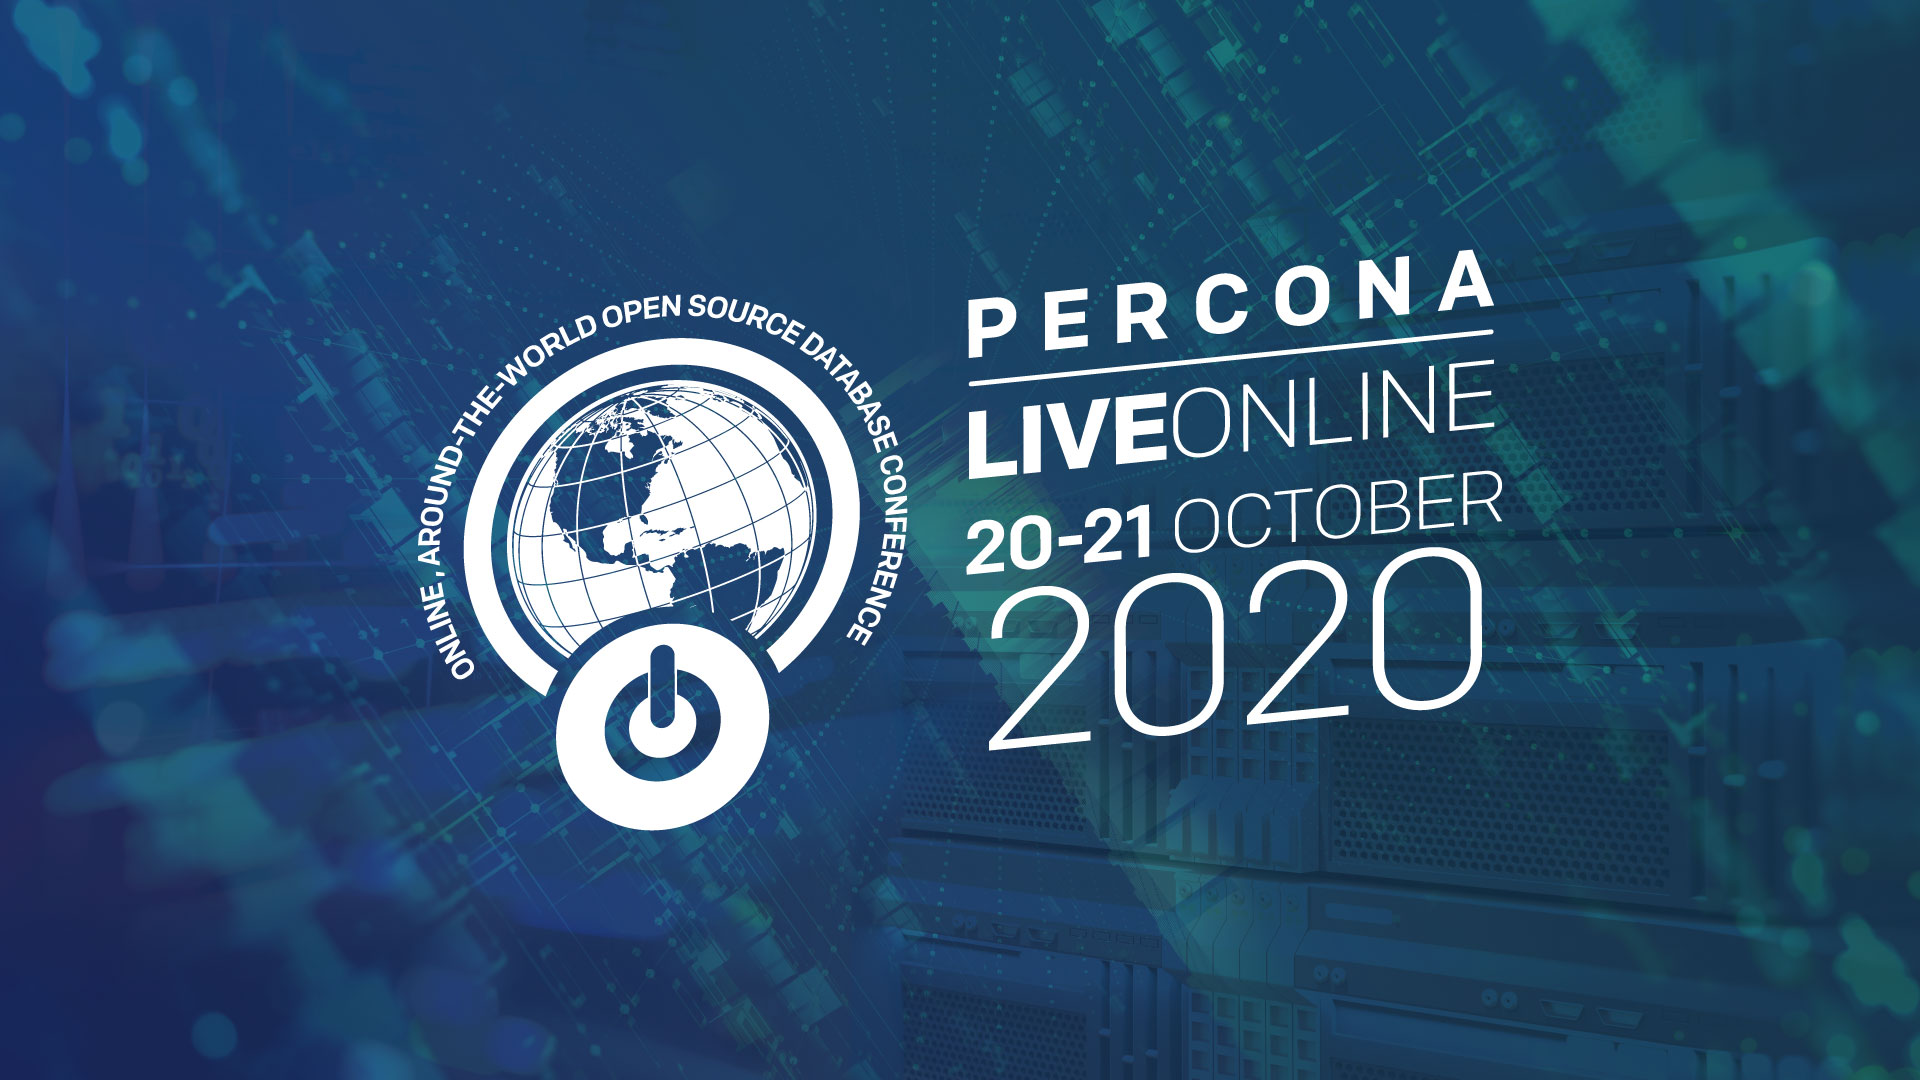 ONLINE, AROUND-THE-WORLD OPEN SOURCE DATABASE CONFERENCE
PERCONA
LIVEONLINE
20-21 OCTOBER
2020